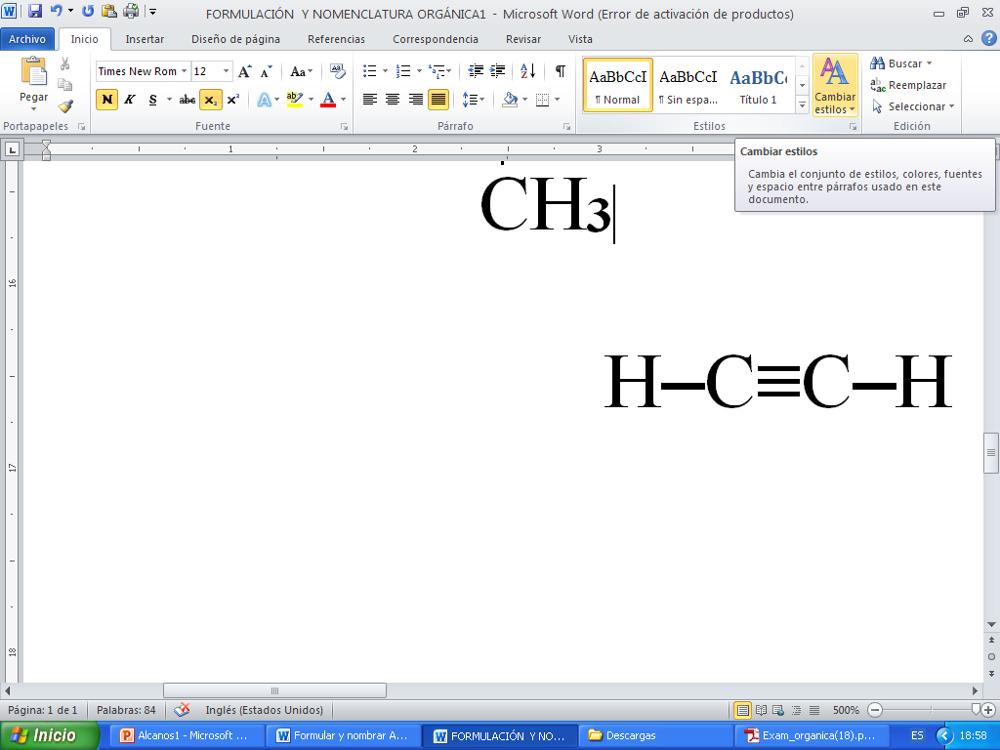 FORMULACIÓN Y NOMENCLATURA ORGÁNICA1 - Microsoft Word (Error de activación de productos)
Archivo Inicio Insertar Diseño de página Referencias Correspondencia Revisar Vista
Pegar
Times New Rom 12
N K S abc x₂ x²
AaBbCcI AaBbCcI AaBbC
¶ Normal ¶ Sin espa... Título 1
Cambiar estilos
Buscar
Reemplazar
Seleccionar
Portapapeles Fuente Párrafo Estilos Edición
1 2 3
Cambiar estilos
Cambia el conjunto de estilos, colores, fuentes
y espacio entre párrafos usado en este
documento.
CH₃
16
H–C≡C–H
17
18
Página: 1 de 1 Palabras: 84 Inglés (Estados Unidos) 500%
Inicio Alcanos1 - Microsoft ... Formular y nombrar A... FORMULACIÓN Y NO... Descargas Exam_organica(18).p... ES 18:58